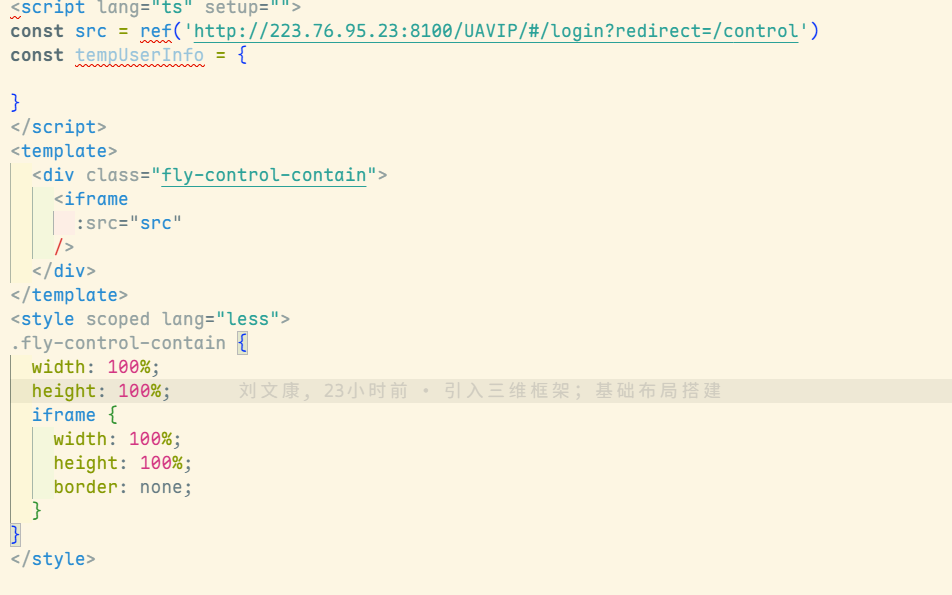 <script lang="ts" setup="">
const src = ref('http://223.76.95.23:8100/UAVIP/#/login?redirect=/control')
const tempUserInfo = {
}
</script>
<template>
<div class="fly-control-contain">
<iframe
:src="src"
/>
</div>
</template>
<style scoped lang="less">
.fly-control-contain {
width: 100%;
height: 100%; 刘文康, 23小时前 • 引入三维框架; 基础布局搭建
iframe {
width: 100%;
height: 100%;
border: none;
}
}
</style>